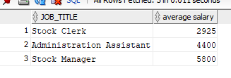 All Rows Fetched: 3 in 0.011 seconds
JOB_TITLE average salary
1 Stock Clerk 2925
2 Administration Assistant 4400
3 Stock Manager 5800